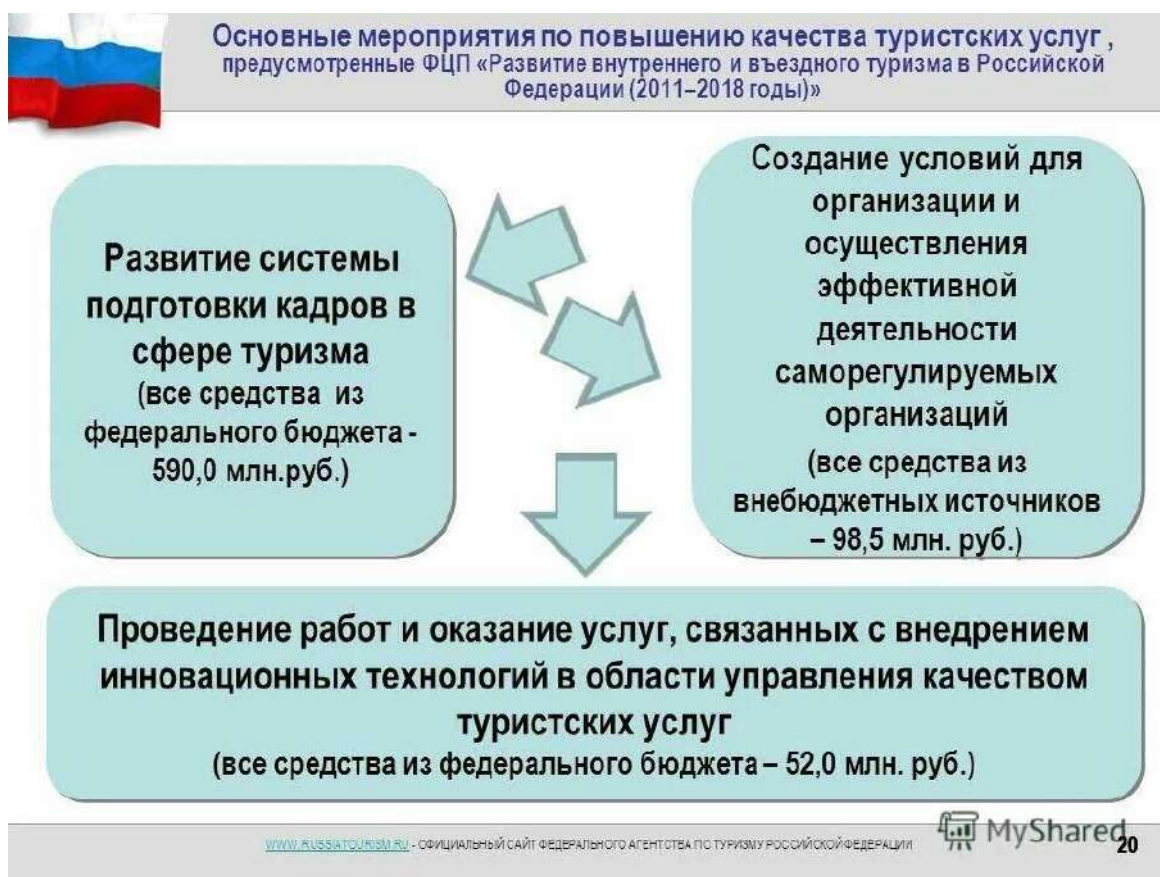 Основные мероприятия по повышению качества туристских услуг ,
предусмотренные ФЦП «Развитие внутреннего и въездного туризма в Российской
Федерации (2011–2018 годы)»
Развитие системы
подготовки кадров в
сфере туризма
(все средства из
федерального бюджета -
590,0 млн.руб.)
Создание условий для
организации и
осуществления
эффективной
деятельности
саморегулируемых
организаций
(все средства из
внебюджетных источников
– 98,5 млн. руб.)
Проведение работ и оказание услуг, связанных с внедрением
инновационных технологий в области управления качеством
туристских услуг
(все средства из федерального бюджета – 52,0 млн. руб.)
WWW.RUSSIATOURISM.RU - ОФИЦИАЛЬНЫЙ САЙТ ФЕДЕРАЛЬНОГО АГЕНТСТВА ПО ТУРИЗМУ РОССИЙСКОЙ ФЕДЕРАЦИИ
MyShared
20